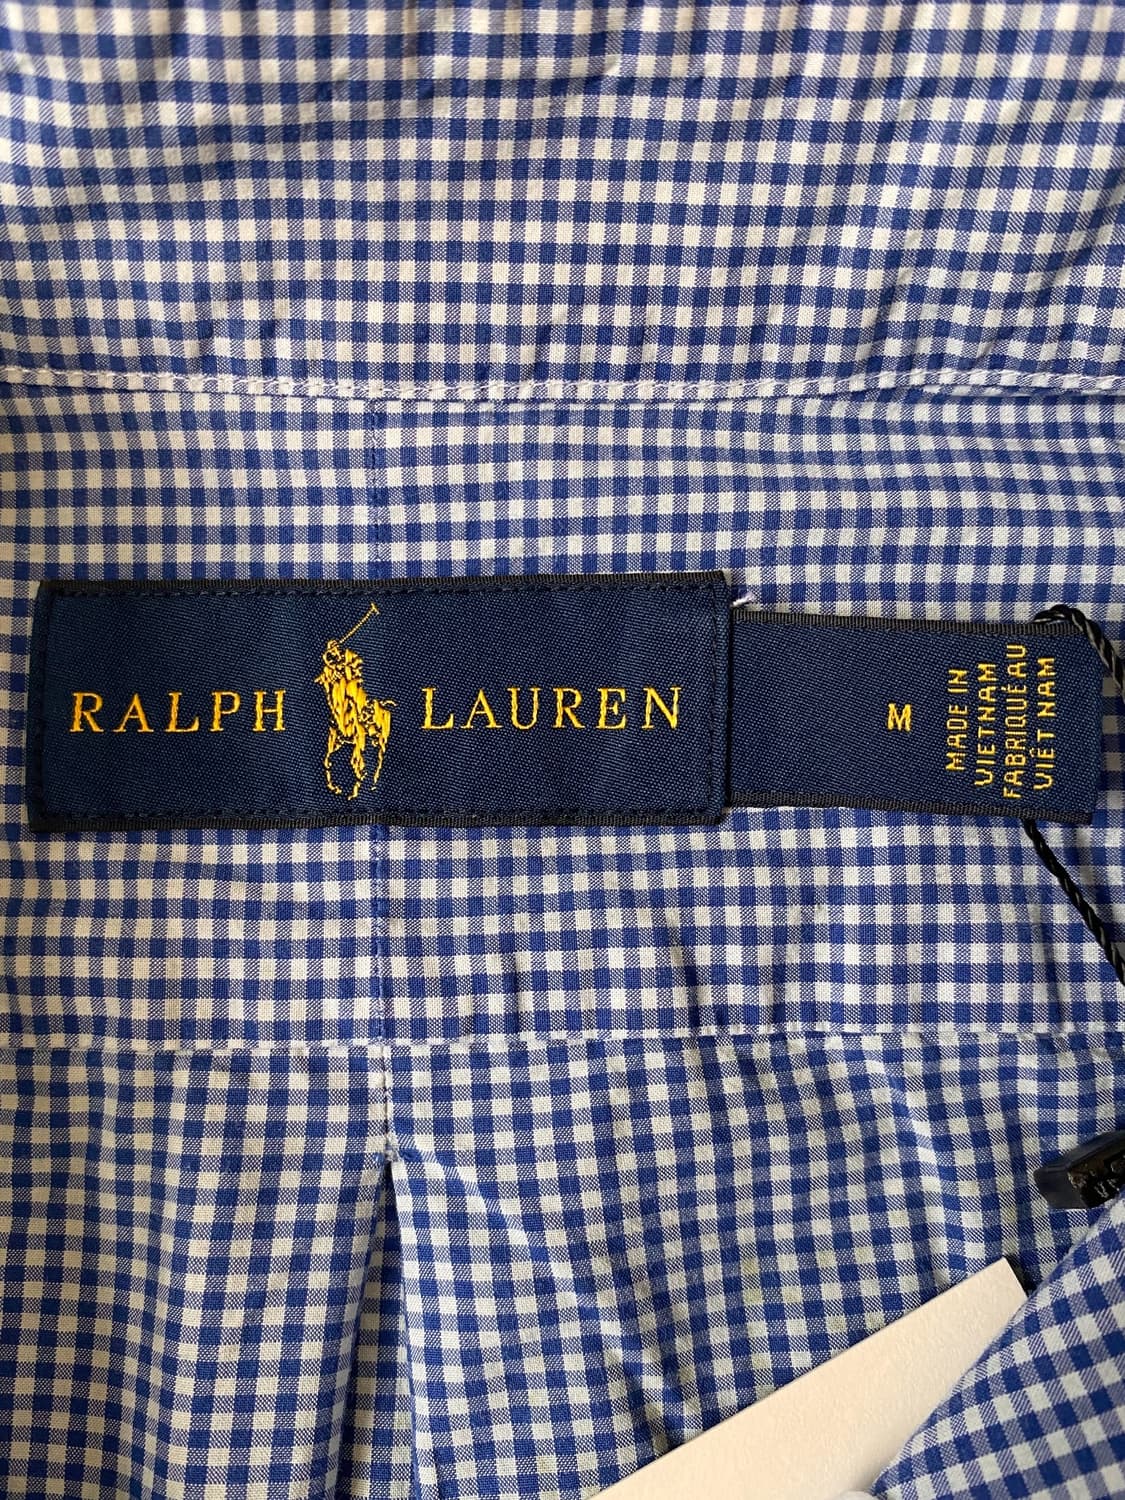 RALPH LAUREN
M
MADE IN
VIETNAM
FABRIQUÉ AU
VIÊT NAM